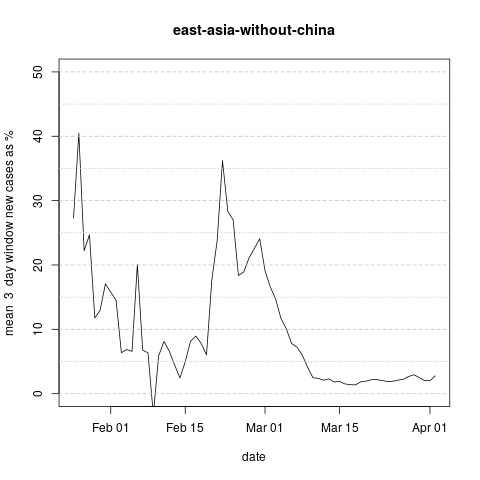 east-asia-without-china
mean  3  day window new cases as %
50
40
30
20
10
0
Feb 01
Feb 15
Mar 01
Mar 15
Apr 01
date